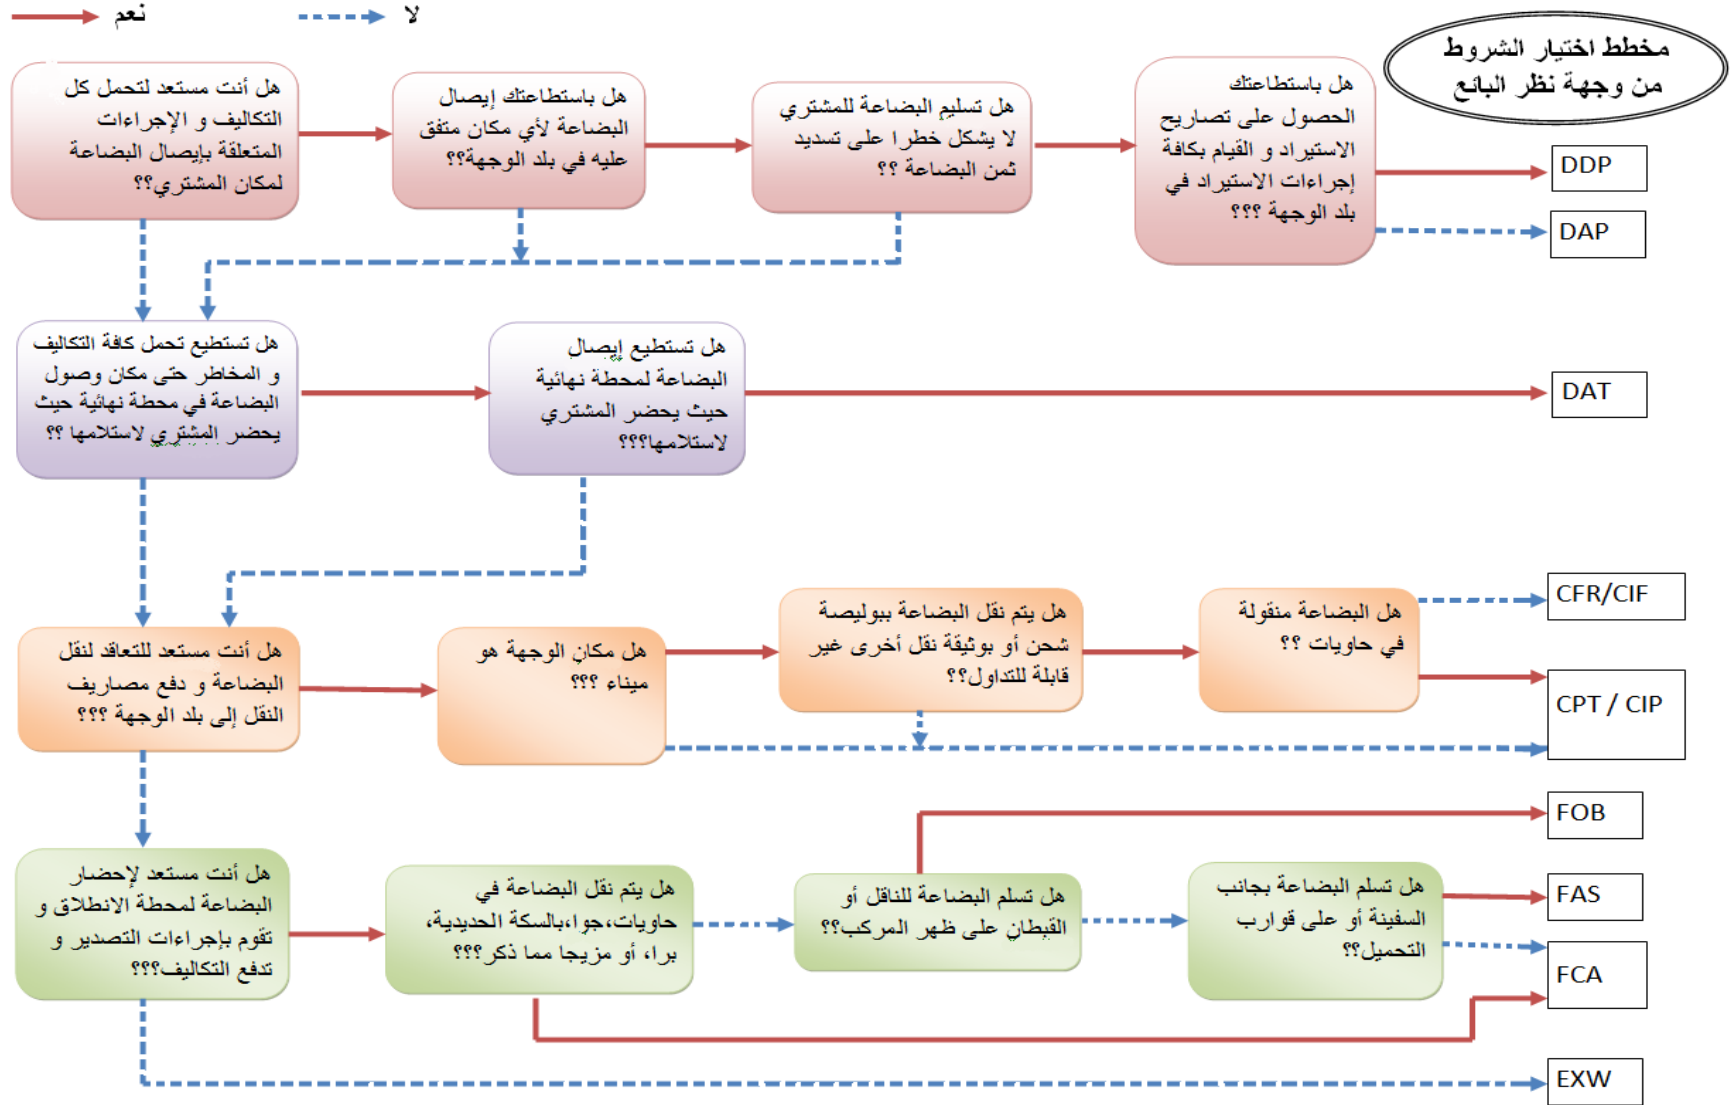 نعم
لا
مخطط اختيار الشروط
من وجهة نظر البائع
هل أنت مستعد لتحمل كل
التكاليف و الإجراءات
المتعلقة بإيصال البضاعة
لمكان المشتري؟؟
هل باستطاعتك إيصال
البضاعة لأي مكان متفق
عليه في بلد الوجهة؟؟
هل تسليم البضاعة للمشتري
لا يشكل خطرا على تسديد
ثمن البضاعة ؟؟
هل باستطاعتك
الحصول على تصاريح
الاستيراد و القيام بكافة
إجراءات الاستيراد في
بلد الوجهة ؟؟؟
DDP
DAP
هل تستطيع تحمل كافة التكاليف
و المخاطر حتى مكان وصول
البضاعة في محطة نهائية حيث
يحضر المشتري لاستلامها ؟؟
هل تستطيع إيصال
البضاعة لمحطة نهائية
حيث يحضر المشتري
لاستلامها؟؟؟
DAT
هل أنت مستعد للتعاقد لنقل
البضاعة و دفع مصاريف
النقل إلى بلد الوجهة ؟؟؟
هل مكان الوجهة هو
ميناء ؟؟؟
هل يتم نقل البضاعة ببوليصة
شحن أو بوثيقة نقل أخرى غير
قابلة للتداول؟؟
هل البضاعة منقولة
في حاويات ؟؟
CFR/CIF
CPT / CIP
هل أنت مستعد لإحضار
البضاعة لمحطة الانطلاق و
تقوم بإجراءات التصدير و
تدفع التكاليف؟؟؟
هل يتم نقل البضاعة في
حاويات،جوا،بالسكة الحديدية،
برا، أو مزيجا مما ذكر؟؟؟
هل تسلم البضاعة للناقل أو
القبطان على ظهر المركب؟؟
هل تسلم البضاعة بجانب
السفينة أو على قوارب
التحميل؟؟
FOB
FAS
FCA
EXW